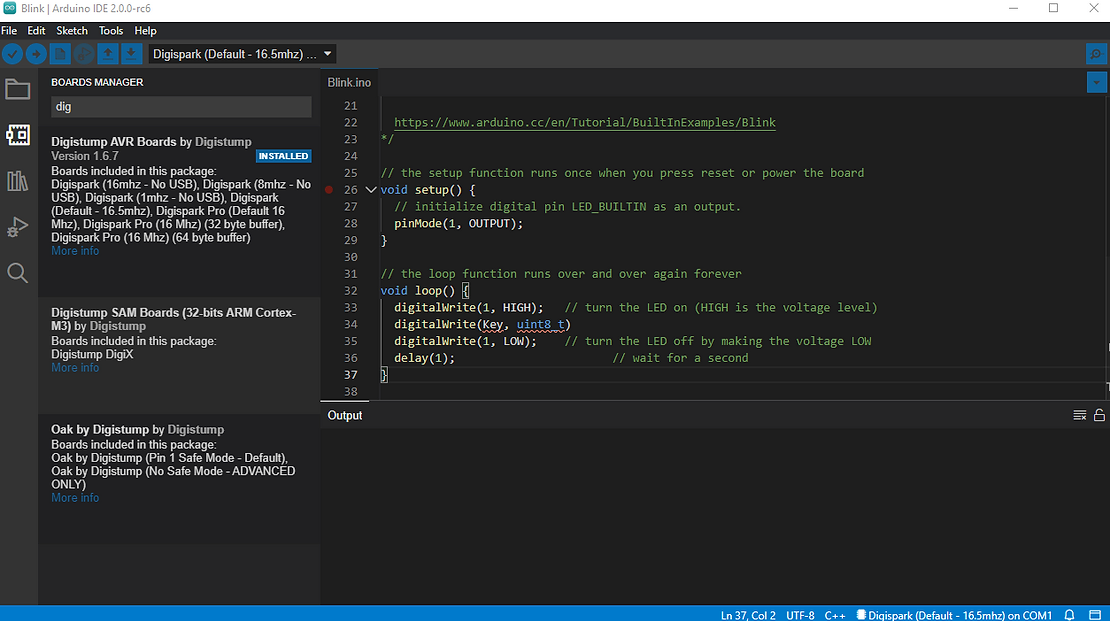 Blink | Arduino IDE 2.0.0-rc6
File Edit Sketch Tools Help
Digispark (Default - 16.5mhz) ...
BOARDS MANAGER
dig
Digistump AVR Boards by Digistump
Version 1.6.7
INSTALLED
Boards included in this package:
Digispark (16mhz - No USB), Digispark (8mhz - No
USB), Digispark (1mhz - No USB), Digispark
(Default - 16.5mhz), Digispark Pro (Default 16
Mhz), Digispark Pro (16 Mhz) (32 byte buffer),
Digispark Pro (16 Mhz) (64 byte buffer)
More info
Digistump SAM Boards (32-bits ARM Cortex-
M3) by Digistump
Boards included in this package:
Digistump DigiX
More info
Oak by Digistump by Digistump
Boards included in this package:
Oak by Digistump (Pin 1 Safe Mode - Default),
Oak by Digistump (No Safe Mode - ADVANCED
ONLY)
More info
Blink.ino
21
22 https://www.arduino.cc/en/Tutorial/BuiltInExamples/Blink
23 */
24
25 // the setup function runs once when you press reset or power the board
26 void setup() {
27 // initialize digital pin LED_BUILTIN as an output.
28 pinMode(1, OUTPUT);
29 }
30
31 // the loop function runs over and over again forever
32 void loop() {
33 digitalWrite(1, HIGH); // turn the LED on (HIGH is the voltage level)
34 digitalWrite(Key, uint8_t)
35 digitalWrite(1, LOW); // turn the LED off by making the voltage LOW
36 delay(1); // wait for a second
37 }
38
Output
Ln 37, Col 2 UTF-8 C++ Digispark (Default - 16.5mhz) on COM1